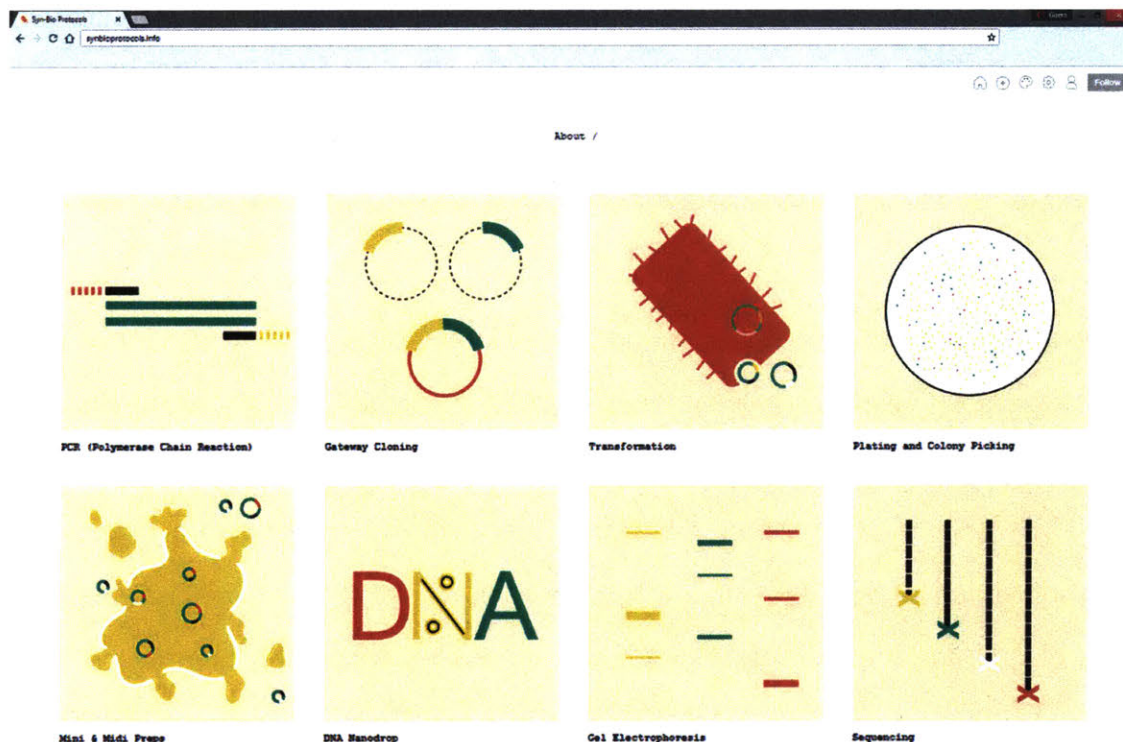 Syn-Bio Protocols
Guest
synbioprotocols.info
Follow
About /
PCR (Polymerase Chain Reaction)
Gateway Cloning
Transformation
Plating and Colony Picking
DNA
Mini & Midi Preps
DNA Nanodrop
Gel Electrophoresis
Sequencing